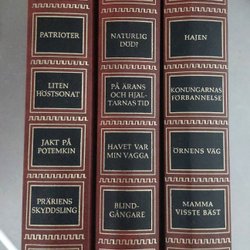 PATRIOTER
LITEN
HÖSTSONAT
JAKT PÅ
POTEMKIN
PRÄRIENS
SKYDDSLING
NATURLIG
DÖD?
PÅ ÄRANS
OCH HJÄL-
TARNAS TID
HAVET VAR
MIN VAGGA
BLIND-
GÅNGARE
HAJEN
KONUNGARNAS
FÖRBANNELSE
ÖRNENS VÄG
MAMMA
VISSTE BÄST